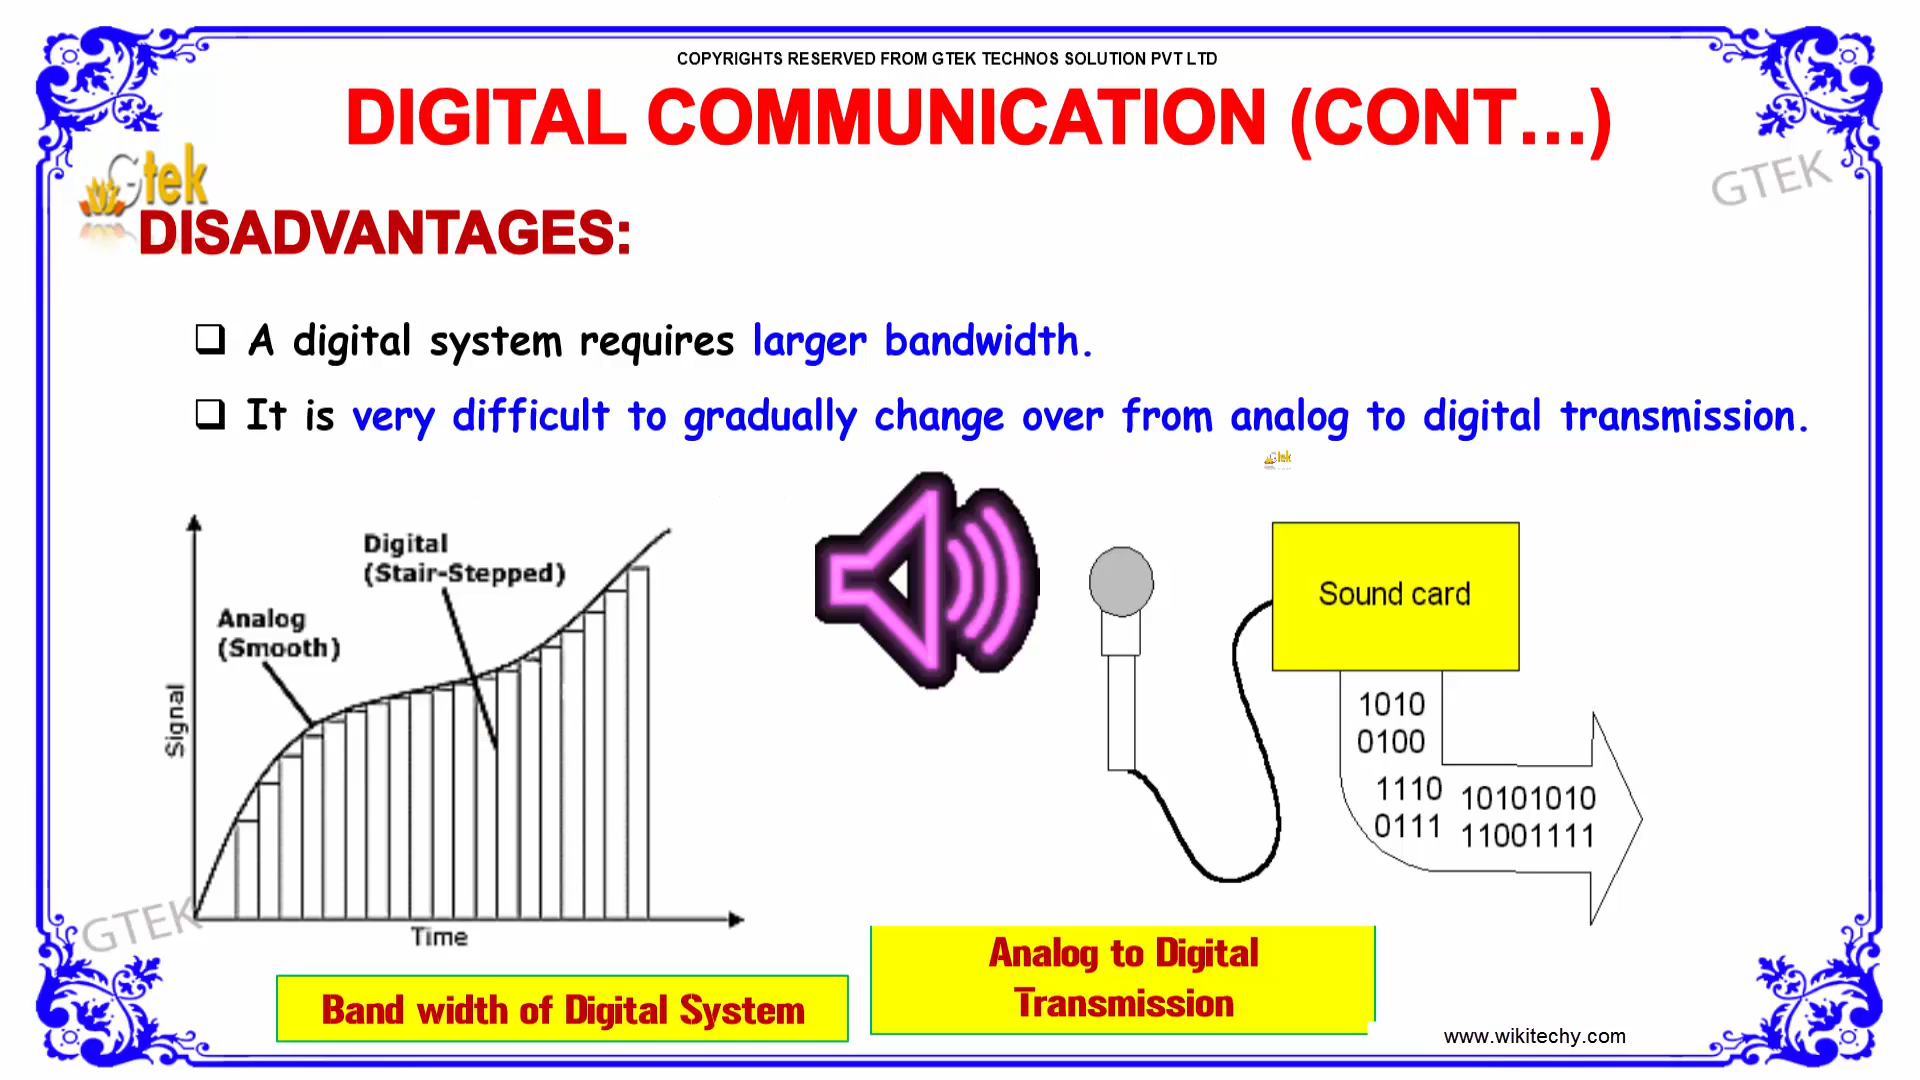 COPYRIGHTS RESERVED FROM GTEK TECHNOS SOLUTION PVT LTD
DIGITAL COMMUNICATION (CONT...)
Gtek
GTEK
DISADVANTAGES:
A digital system requires larger bandwidth.
It is very difficult to gradually change over from analog to digital transmission.
Gtek
Digital
(Stair-Stepped)
Analog
(Smooth)
Signal
Time
Sound card
1010
0100
1110
0111
10101010
11001111
GTEK
Band width of Digital System
Analog to Digital
Transmission
www.wikitechy.com